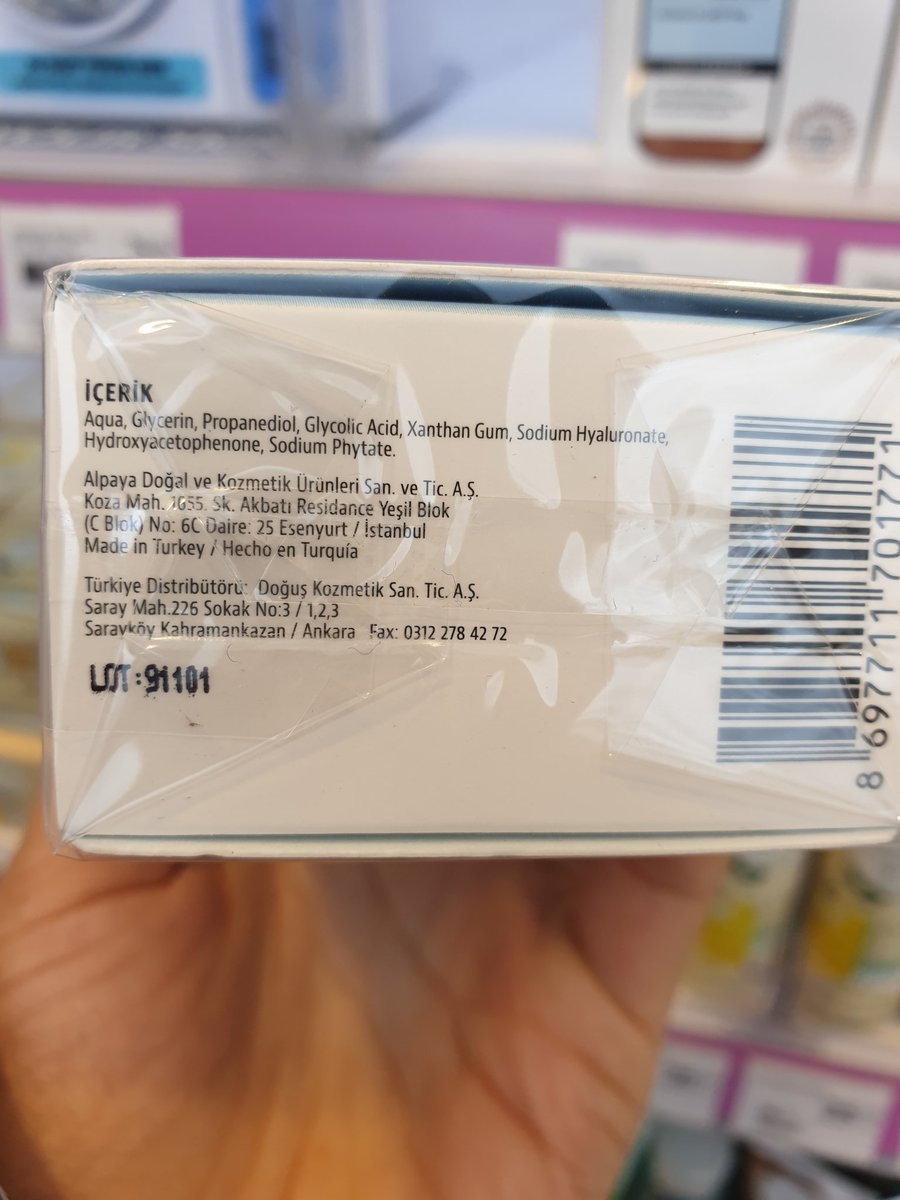 İÇERİK
Aqua, Glycerin, Propanediol, Glycolic Acid, Xanthan Gum, Sodium Hyaluronate,
Hydroxyacetophenone, Sodium Phytate.
Alpaya Doğal ve Kozmetik Ürünleri San. ve Tic. A.Ş.
Koza Mah. 1655. Sk. Akbatı Residance Yeşil Blok
(C Blok) No: 6C Daire: 25 Esenyurt / İstanbul
Made in Turkey / Hecho en Turquía
Türkiye Distribütörü: Doğuş Kozmetik San. Tic. A.Ş.
Saray Mah.226 Sokak No:3 / 1,2,3
Sarayköy Kahramankazan / Ankara Fax: 0312 278 42 72
LOT:91101
8 697711 701771